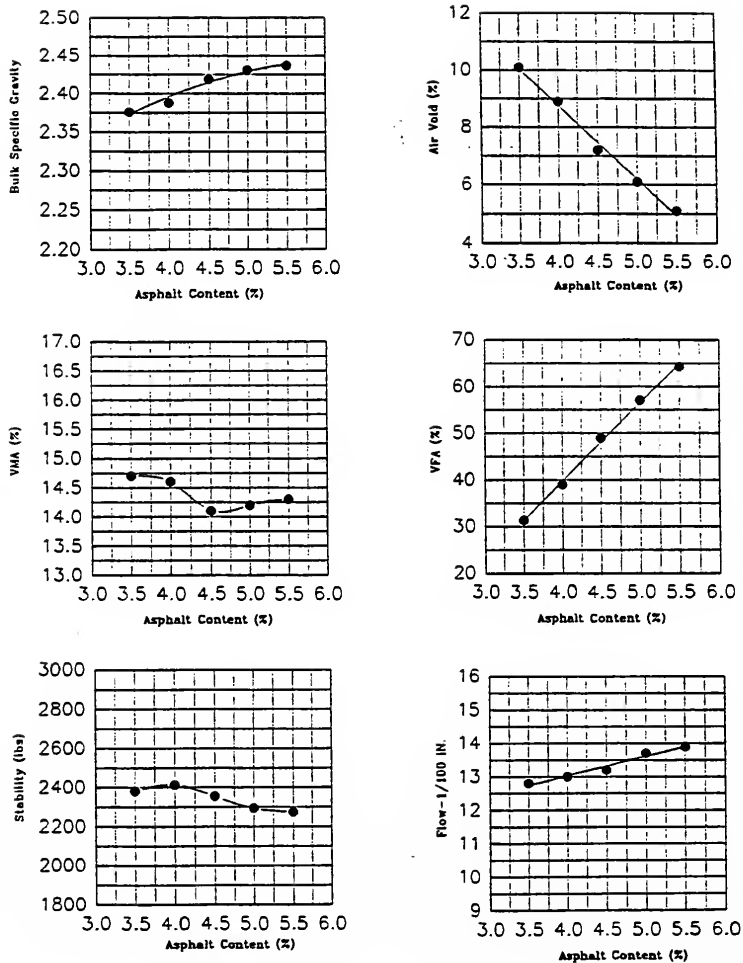 Bulk Specific Gravity
2.50
2.45
2.40
2.35
2.30
2.25
2.20
3.0 3.5 4.0 4.5 5.0 5.5 6.0
Asphalt Content (%)
Air Void (%)
12
10
8
6
4
3.0 3.5 4.0 4.5 5.0 5.5 6.0
Asphalt Content (%)
VMA (%)
17.0
16.5
16.0
15.5
15.0
14.5
14.0
13.5
13.0
3.0 3.5 4.0 4.5 5.0 5.5 6.0
Asphalt Content (%)
VFA (%)
70
60
50
40
30
20
3.0 3.5 4.0 4.5 5.0 5.5 6.0
Asphalt Content (%)
Stability (lbs)
3000
2800
2600
2400
2200
2000
1800
3.0 3.5 4.0 4.5 5.0 5.5 6.0
Asphalt Content (%)
Flow-1/100 IN.
16
15
14
13
12
11
10
9
3.0 3.5 4.0 4.5 5.0 5.5 6.0
Asphalt Content (%)